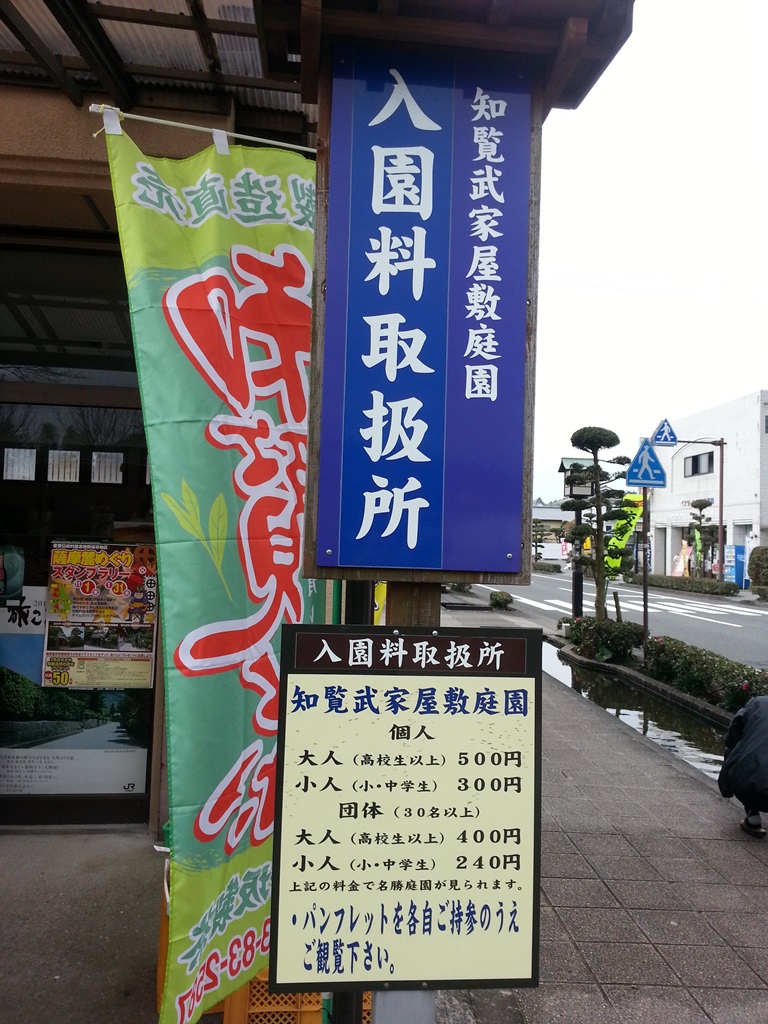 知覧武家屋敷庭園
入園料取扱所
入園料取扱所
知覧武家屋敷庭園
個人
大人（高校生以上）500円
小人（小・中学生）300円
団体（30名以上）
大人（高校生以上）400円
小人（小・中学生）240円
上記の料金で名勝庭園が見られます。
・パンフレットを各自ご持参のうえ
ご観覧下さい。
製造直売
スタンプラリー
JR